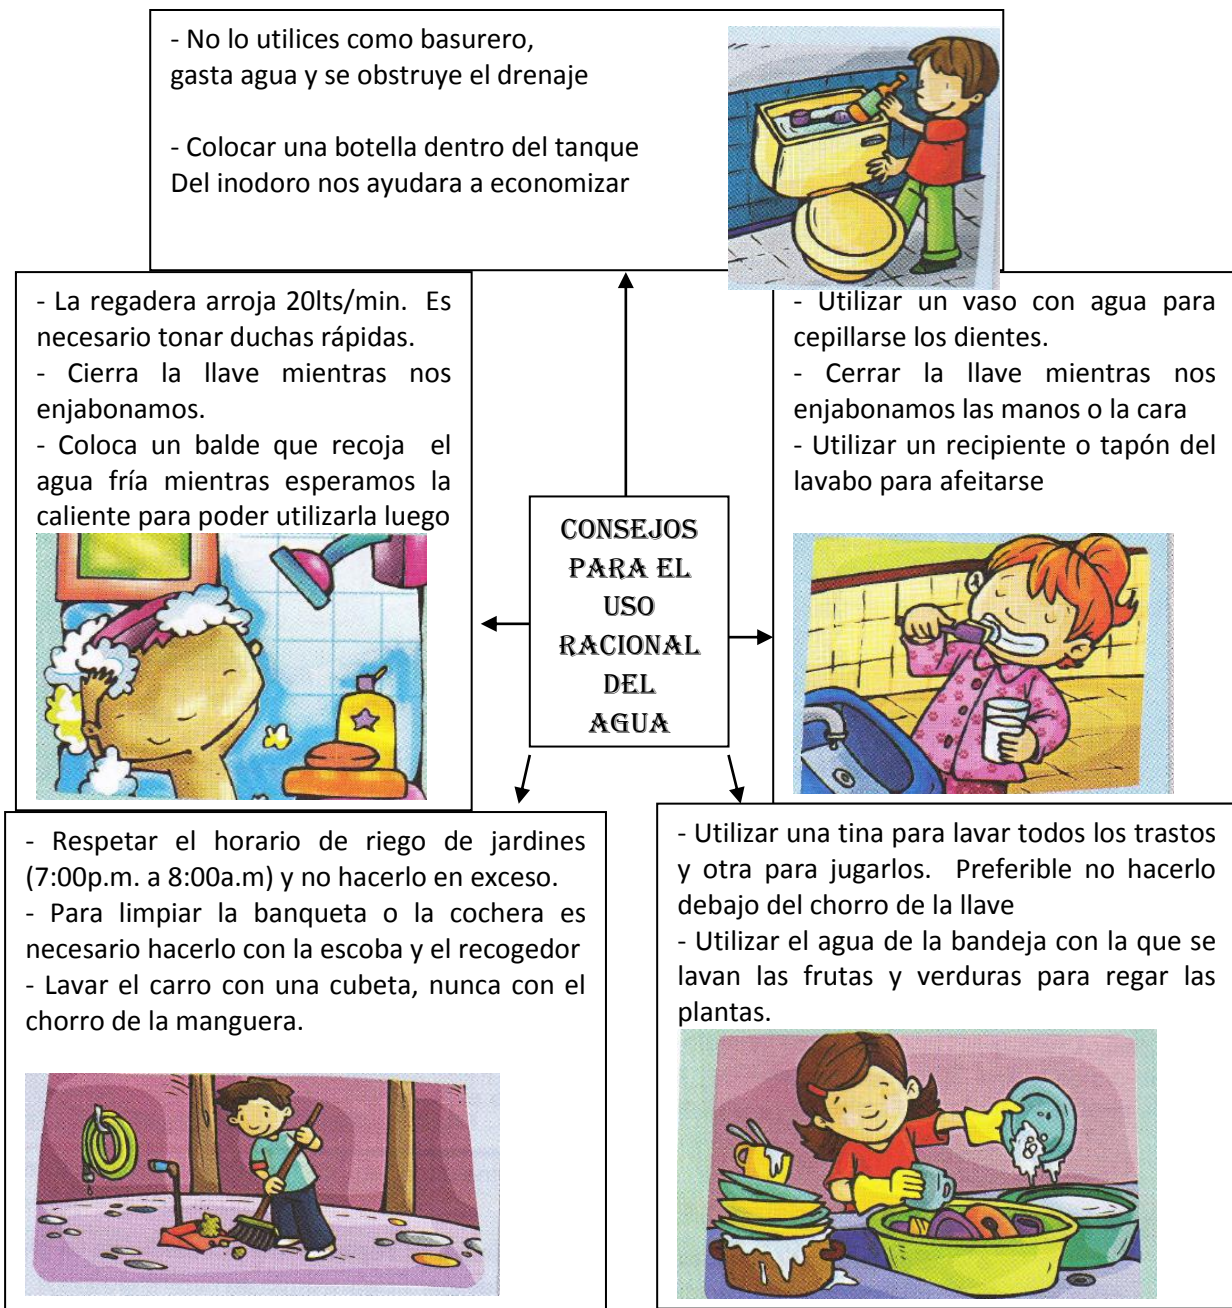 - No lo utilices como basurero,
gasta agua y se obstruye el drenaje
- Colocar una botella dentro del tanque
Del inodoro nos ayudara a economizar
- La regadera arroja 20lts/min. Es
necesario tonar duchas rápidas.
- Cierra la llave mientras nos
enjabonamos.
- Coloca un balde que recoja el
agua fría mientras esperamos la
caliente para poder utilizarla luego
- Utilizar un vaso con agua para
cepillarse los dientes.
- Cerrar la llave mientras nos
enjabonamos las manos o la cara
- Utilizar un recipiente o tapón del
lavabo para afeitarse
CONSEJOS
PARA EL
USO
RACIONAL
DEL
AGUA
- Respetar el horario de riego de jardines
(7:00p.m. a 8:00a.m) y no hacerlo en exceso.
- Para limpiar la banqueta o la cochera es
necesario hacerlo con la escoba y el recogedor
- Lavar el carro con una cubeta, nunca con el
chorro de la manguera.
- Utilizar una tina para lavar todos los trastos
y otra para jugarlos. Preferible no hacerlo
debajo del chorro de la llave
- Utilizar el agua de la bandeja con la que se
lavan las frutas y verduras para regar las
plantas.